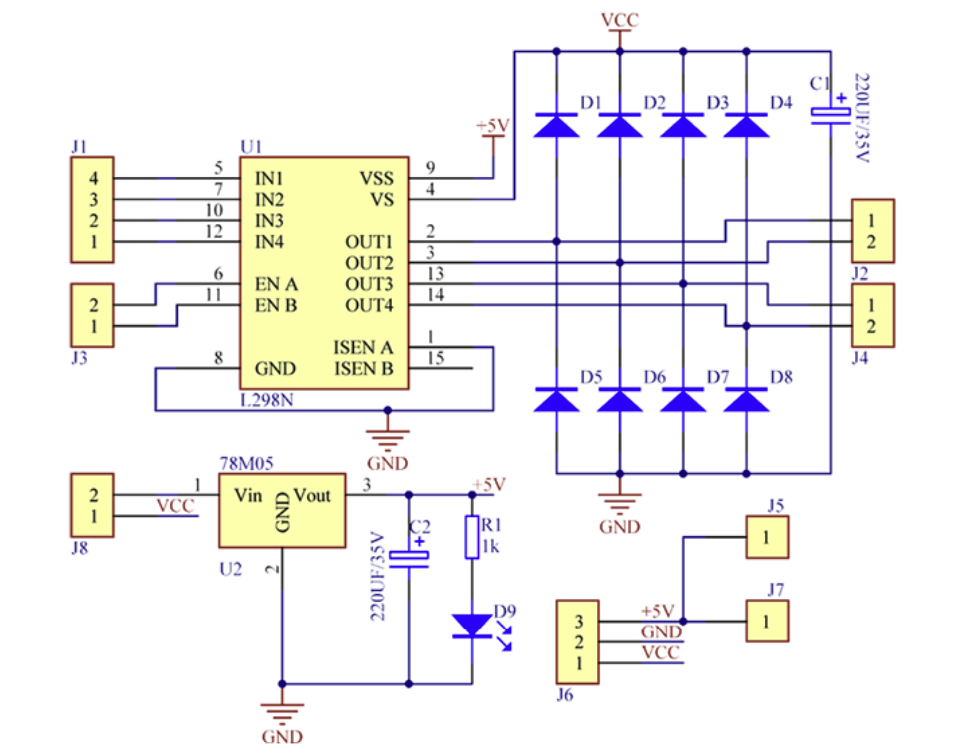 VCC
D1 D2 D3 D4 C1 + 220UF/35V
+5V
J1 U1
4 5 IN1 VSS 9
3 7 IN2 VS 4
2 10 IN3
1 12 IN4 OUT1 2
OUT2 3
6 EN A OUT3 13
11 EN B OUT4 14
2
1
J3
ISEN A 1
8 GND ISEN B 15
L298N
GND
1
2
J2
1
2
J4
D5 D6 D7 D8
GND
78M05
2 1 Vin GND Vout 3 +5V
1 VCC
J8
U2 2
220UF/35V C2 +
R1
1k
D9
GND
J5
1
J7
3 +5V 1
2 GND
1 VCC
J6